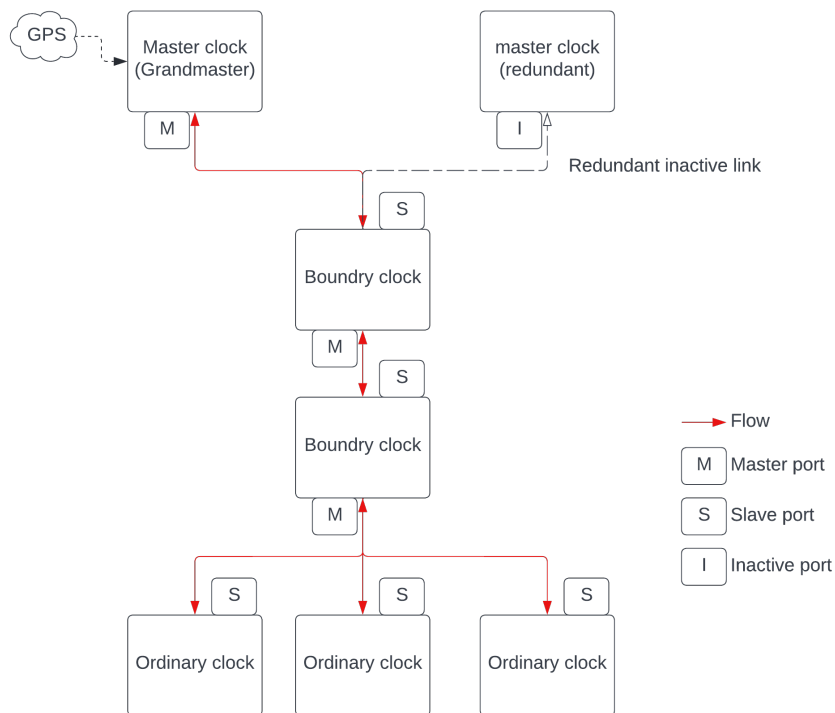 GPS
Master clock
(Grandmaster)
master clock
(redundant)
M
I
Redundant inactive link
S
Boundry clock
M
S
Boundry clock
M
Flow
M Master port
S Slave port
I Inactive port
S
S
S
Ordinary clock
Ordinary clock
Ordinary clock